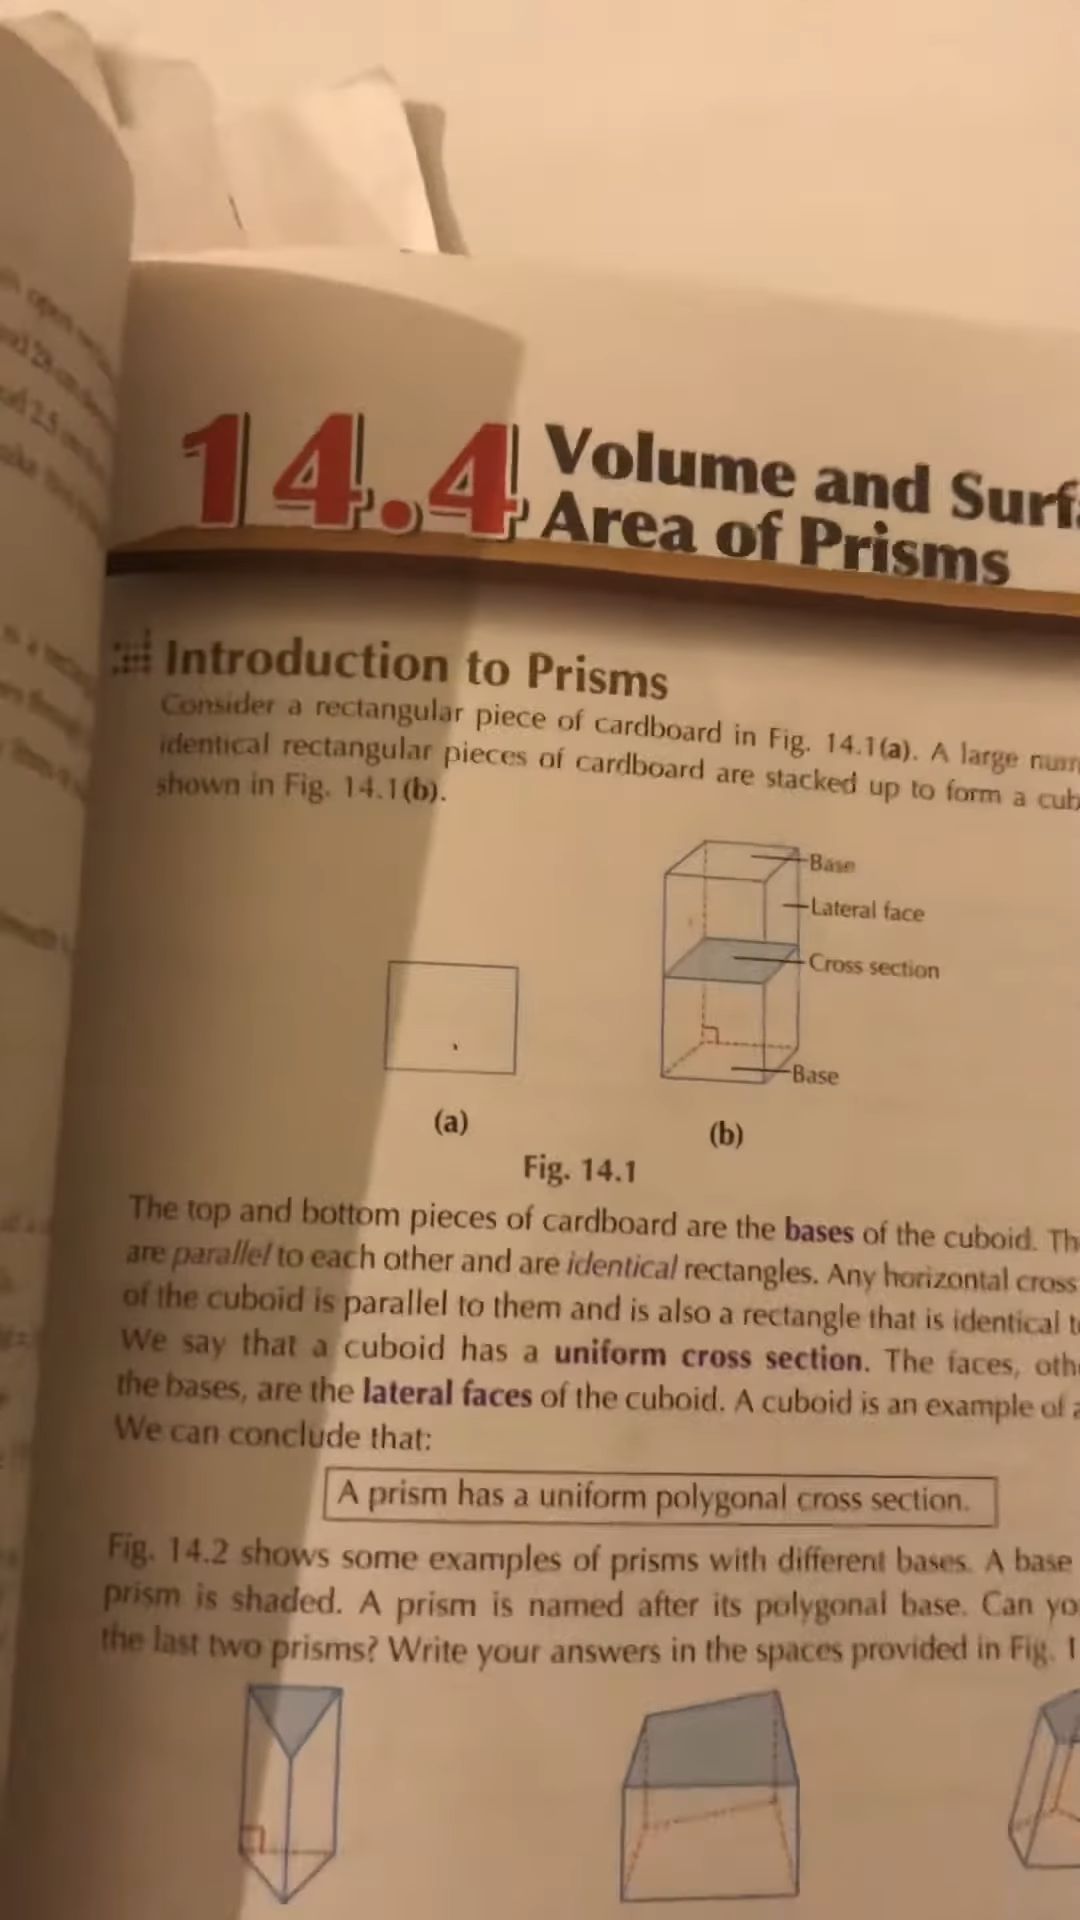 14.4 Volume and Surf
Area of Prisms
Introduction to Prisms
Consider a rectangular piece of cardboard in Fig. 14.1(a). A large num
identical rectangular pieces of cardboard are stacked up to form a cub
shown in Fig. 14.1(b).
Base
Lateral face
Cross section
Base
(a)
(b)
Fig. 14.1
The top and bottom pieces of cardboard are the bases of the cuboid. Th
are parallel to each other and are identical rectangles. Any horizontal cross
of the cuboid is parallel to them and is also a rectangle that is identical t
We say that a cuboid has a uniform cross section. The faces, oth
the bases, are the lateral faces of the cuboid. A cuboid is an example of a
We can conclude that:
A prism has a uniform polygonal cross section.
Fig. 14.2 shows some examples of prisms with different bases. A base
prism is shaded. A prism is named after its polygonal base. Can yo
the last two prisms? Write your answers in the spaces provided in Fig. 1